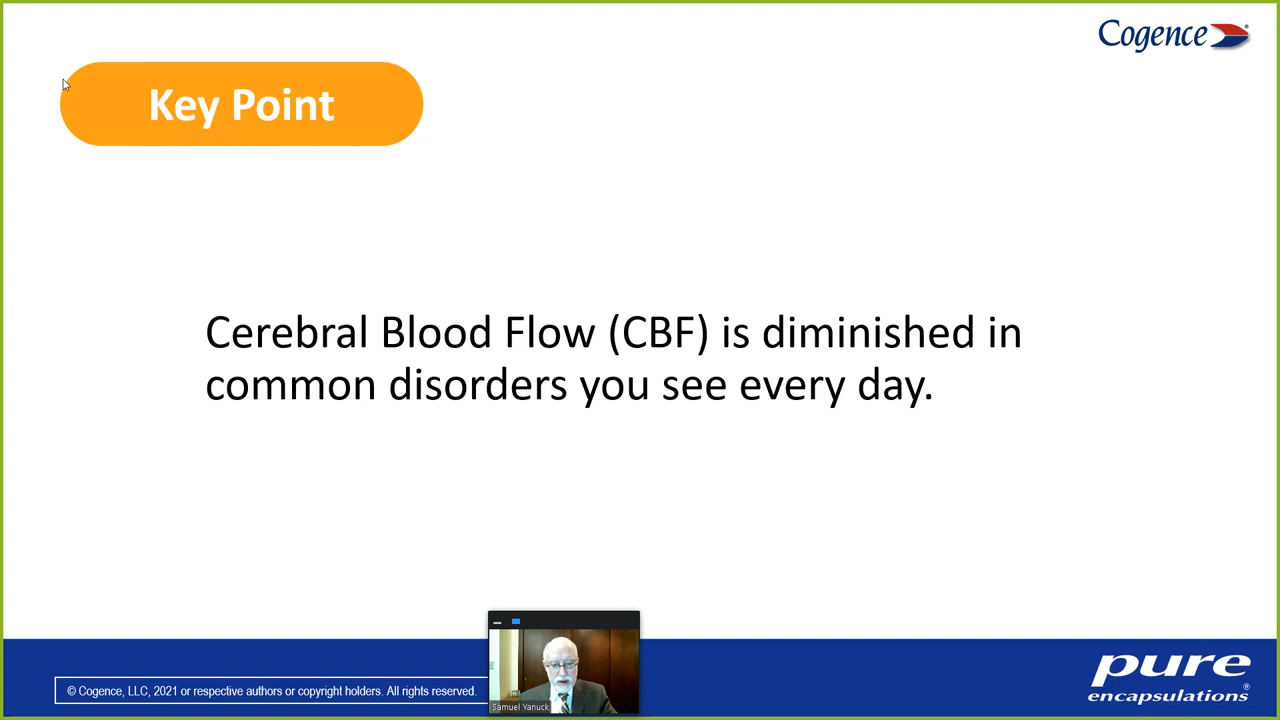 Cogence
Key Point
Cerebral Blood Flow (CBF) is diminished in
common disorders you see every day.
© Cogence, LLC, 2021 or respective authors or copyright holders. All rights reserved.
Samuel Yanuck
pure
encapsulations®